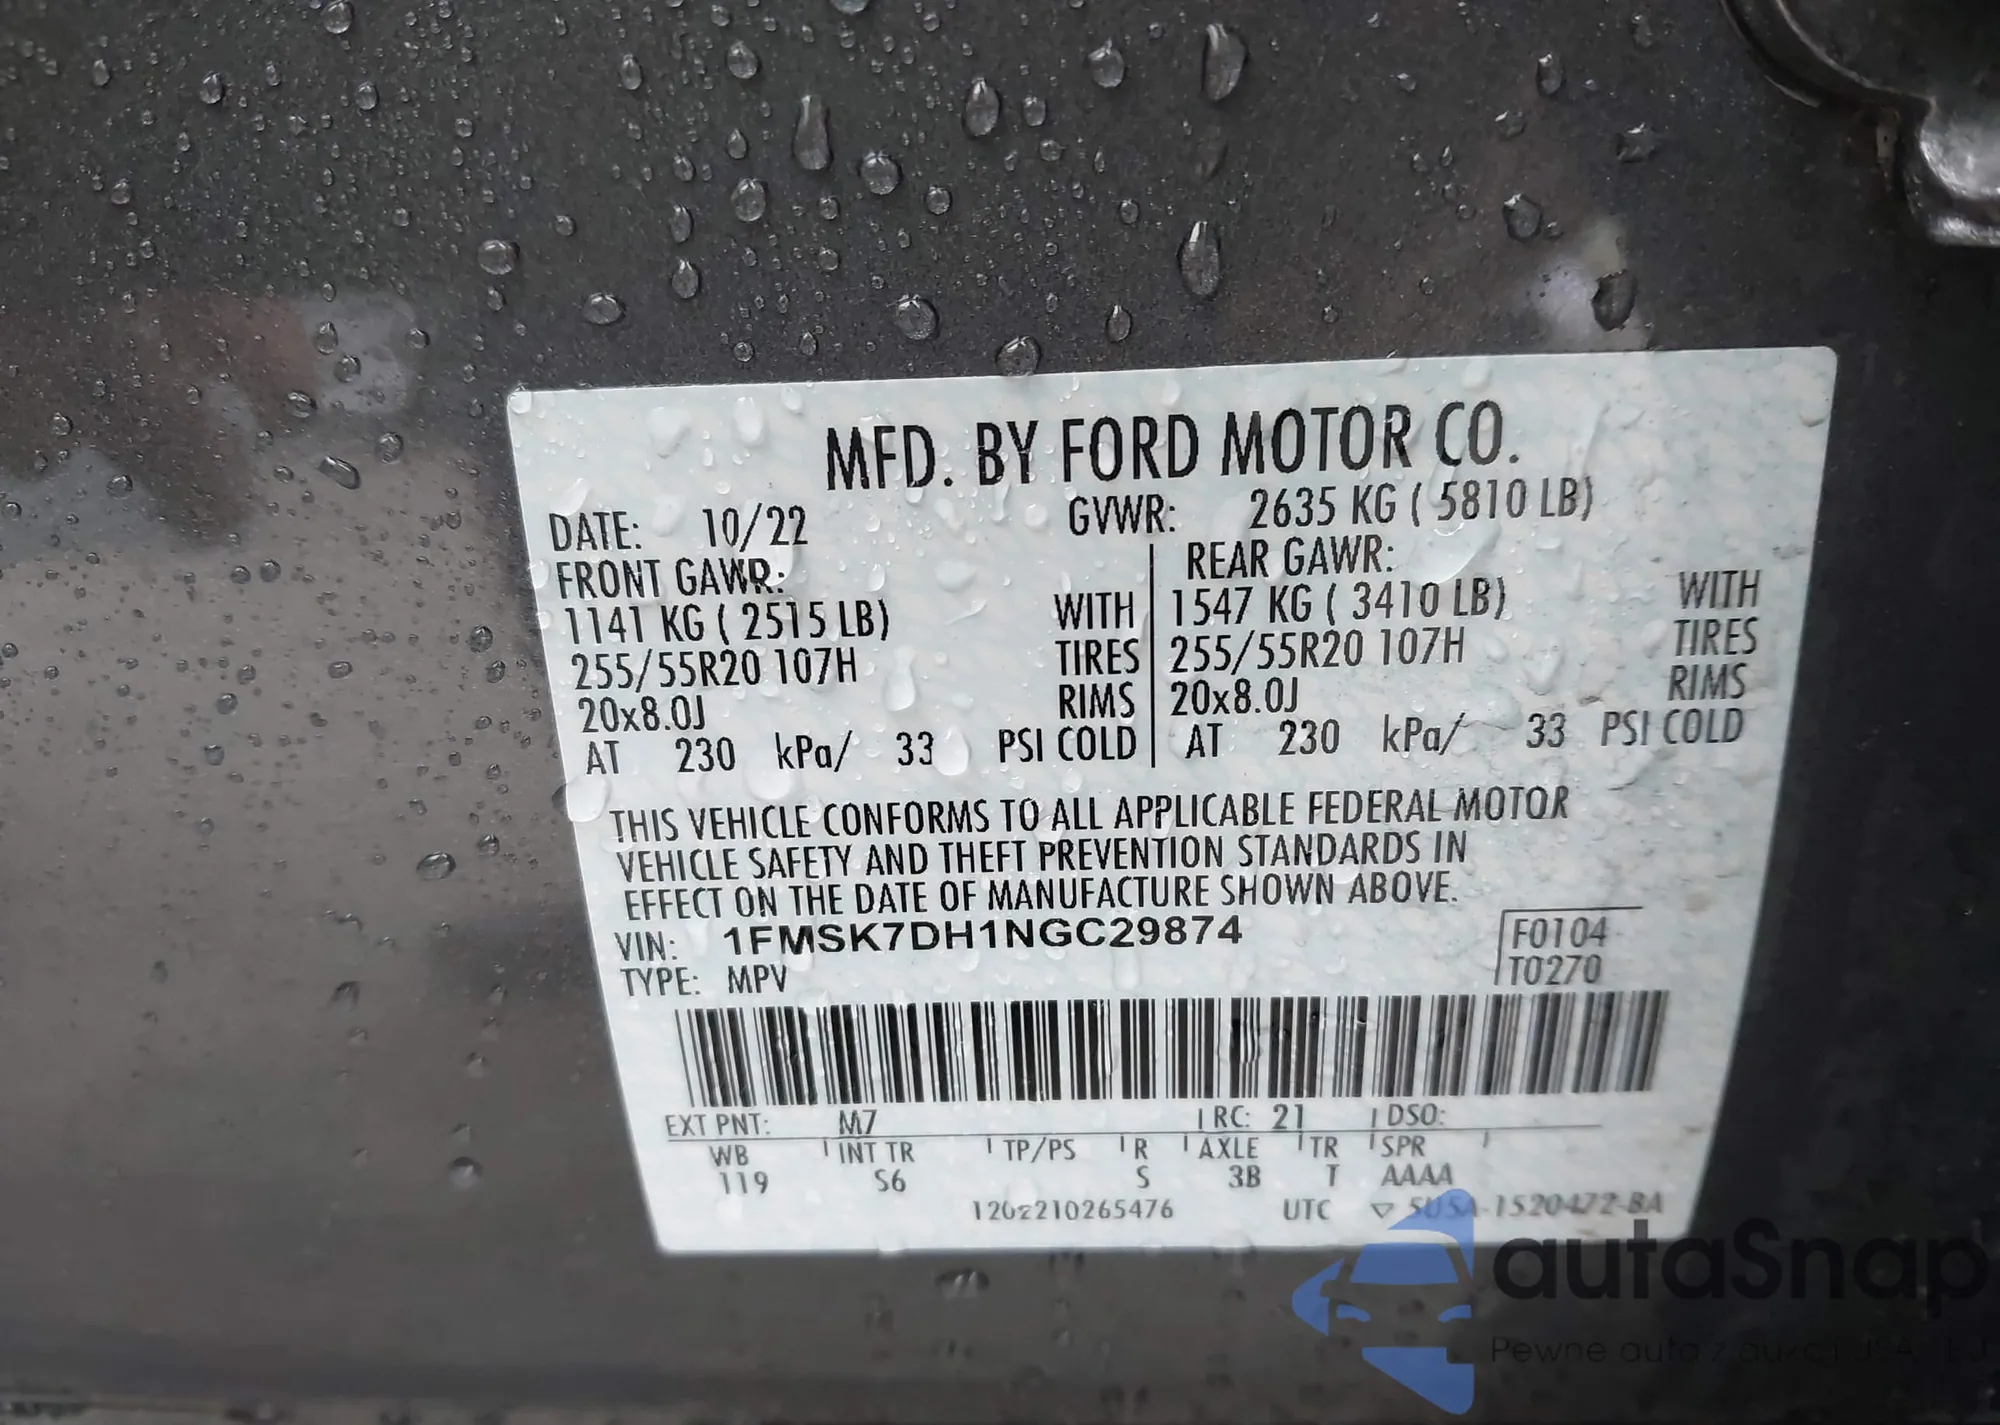 MFD. BY FORD MOTOR CO.
DATE: 10/22 GVWR: 2635 KG ( 5810 LB)
FRONT GAWR: REAR GAWR:
1141 KG ( 2515 LB) WITH 1547 KG ( 3410 LB) WITH
255/55R20 107H TIRES 255/55R20 107H TIRES
20x8.0J RIMS 20x8.0J RIMS
AT 230 kPa/ 33 PSI COLD AT 230 kPa/ 33 PSI COLD
THIS VEHICLE CONFORMS TO ALL APPLICABLE FEDERAL MOTOR
VEHICLE SAFETY AND THEFT PREVENTION STANDARDS IN
EFFECT ON THE DATE OF MANUFACTURE SHOWN ABOVE.
VIN: 1FMSK7DH1NGC29874 F0104
TYPE: MPV T0270
EXT PNT: M7 RC: 21 DSO:
WB INT TR TP/PS R AXLE TR SPR
119 S6 S 3B T AAAA
UTC ▽ 5U5A-1520472-BA
autaSnap
Pewne auta z